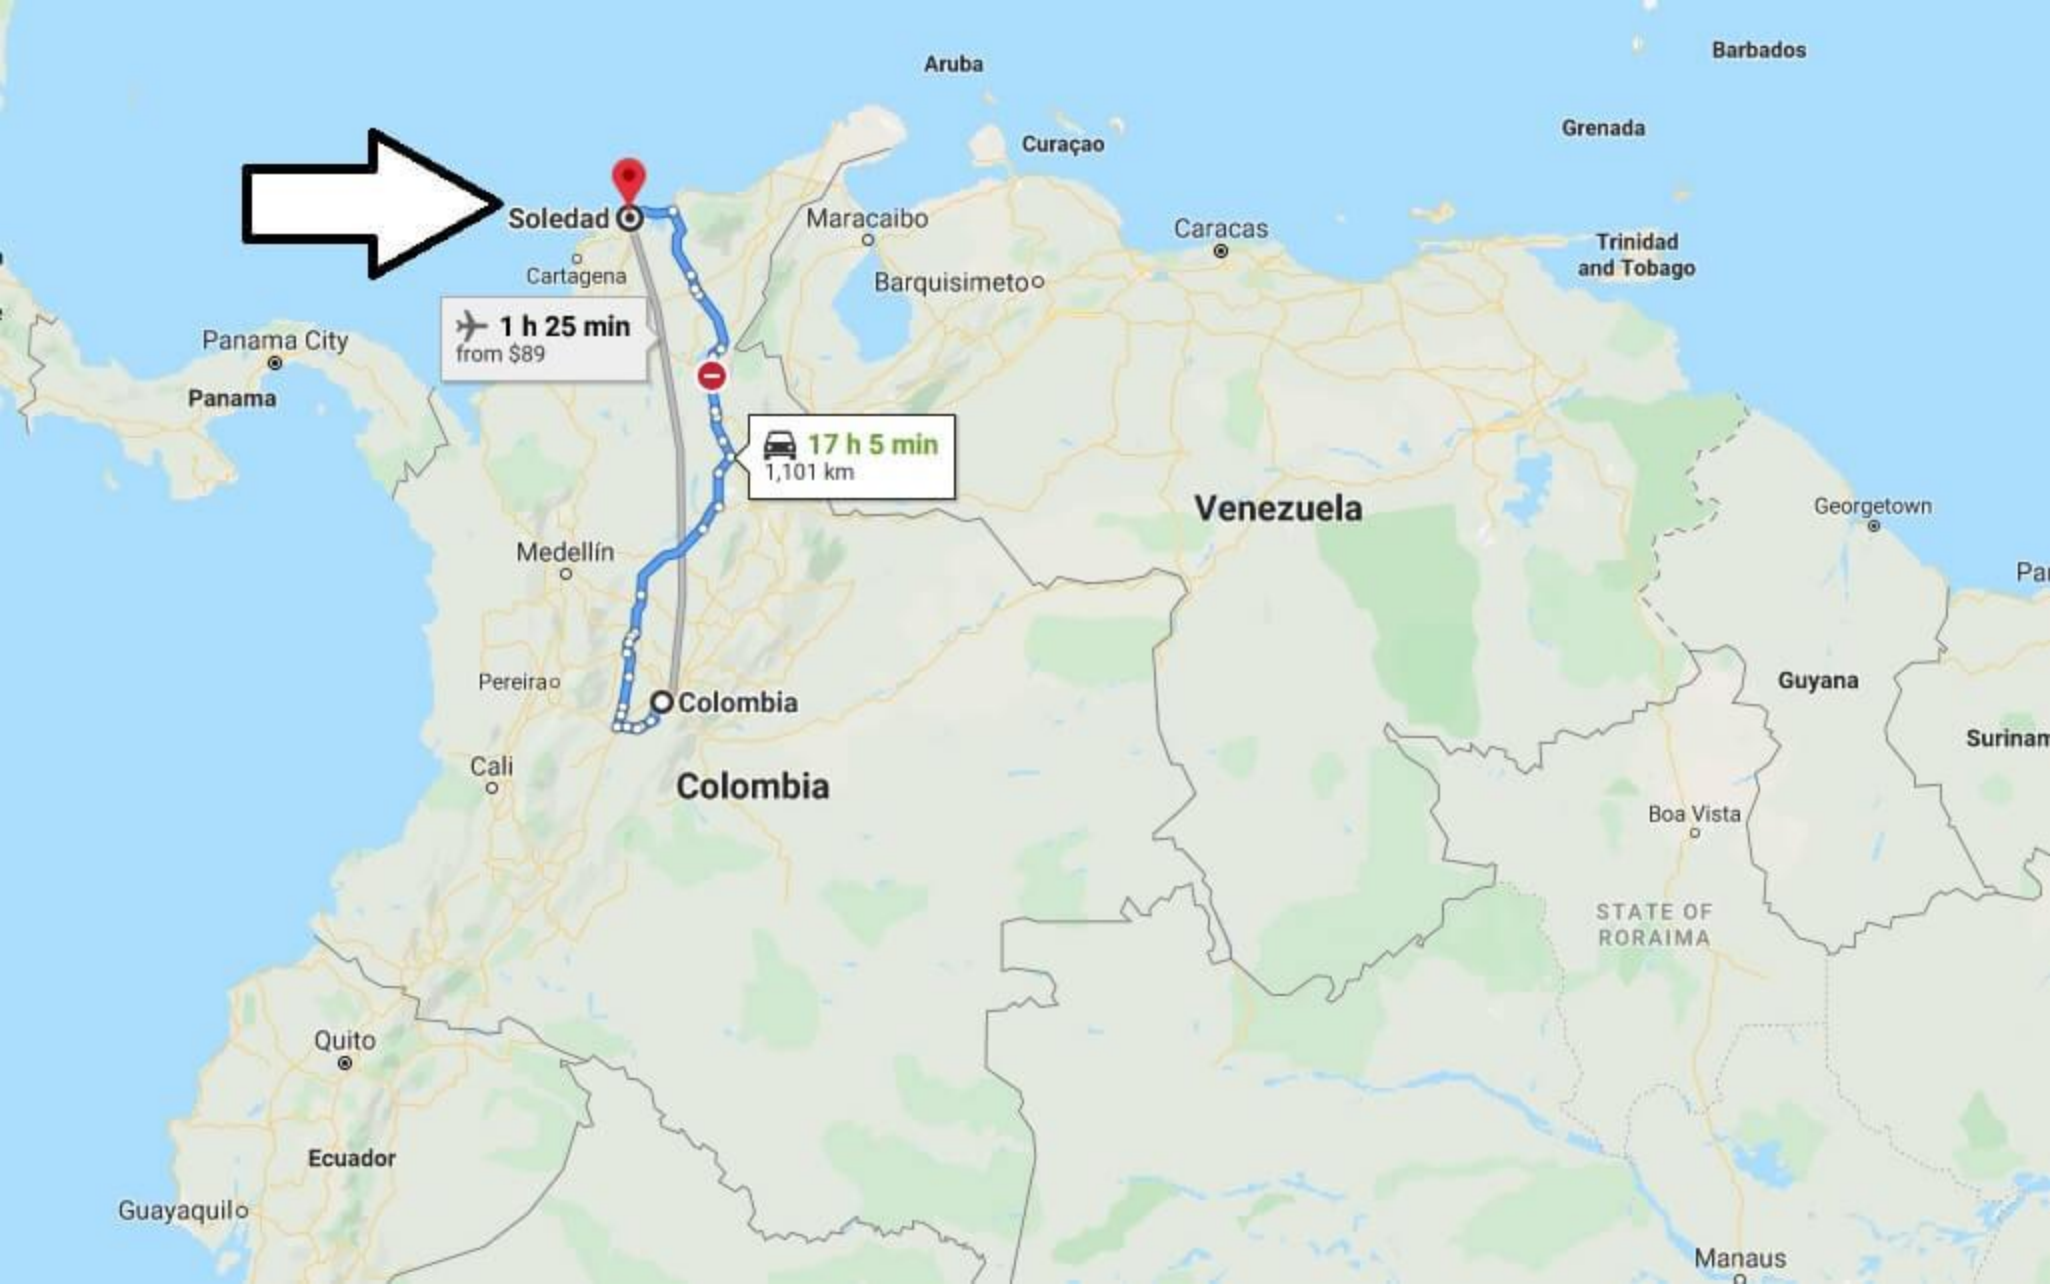 Barbados
Aruba
Grenada
Curaçao
Soledad
Maracaibo
Caracas
Trinidad
and Tobago
Cartagena
Barquisimeto
1 h 25 min
from $89
Panama City
Panama
17 h 5 min
1,101 km
Venezuela
Georgetown
Medellín
Pereira
Colombia
Guyana
Cali
Colombia
Boa Vista
STATE OF
RORAIMA
Quito
Ecuador
Guayaquil
Manaus